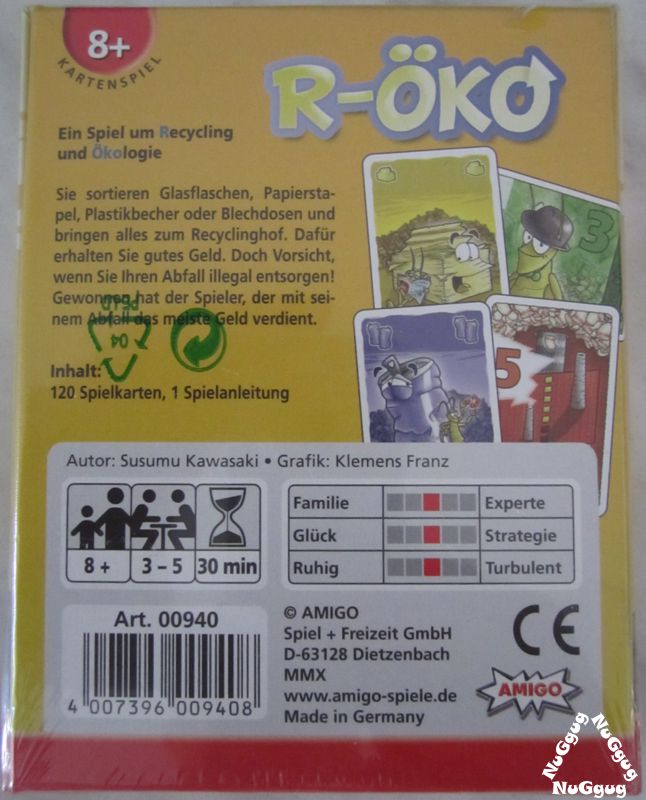 8+
KARTENSPIEL
R-ÖKO
Ein Spiel um Recycling
und Ökologie
Sie sortieren Glasflaschen, Papiersta-
pel, Plastikbecher oder Blechdosen und
bringen alles zum Recyclinghof. Dafür
erhalten Sie gutes Geld. Doch Vorsicht,
wenn Sie Ihren Abfall illegal entsorgen!
Gewonnen hat der Spieler, der mit sei-
nem Abfall das meiste Geld verdient.
04
Inhalt:
120 Spielkarten, 1 Spielanleitung
3
5
Autor: Susumu Kawasaki • Grafik: Klemens Franz
8 +
3 – 5
30 min
Familie Experte
Glück Strategie
Ruhig Turbulent
Art. 00940
4 007396 009408
© AMIGO
Spiel + Freizeit GmbH
D-63128 Dietzenbach
MMX
www.amigo-spiele.de
Made in Germany
CE
AMIGO
NuGgug
NuGgug
NuGgug